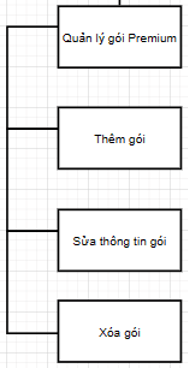 Quản lý gói Premium
Thêm gói
Sửa thông tin gói
Xóa gói